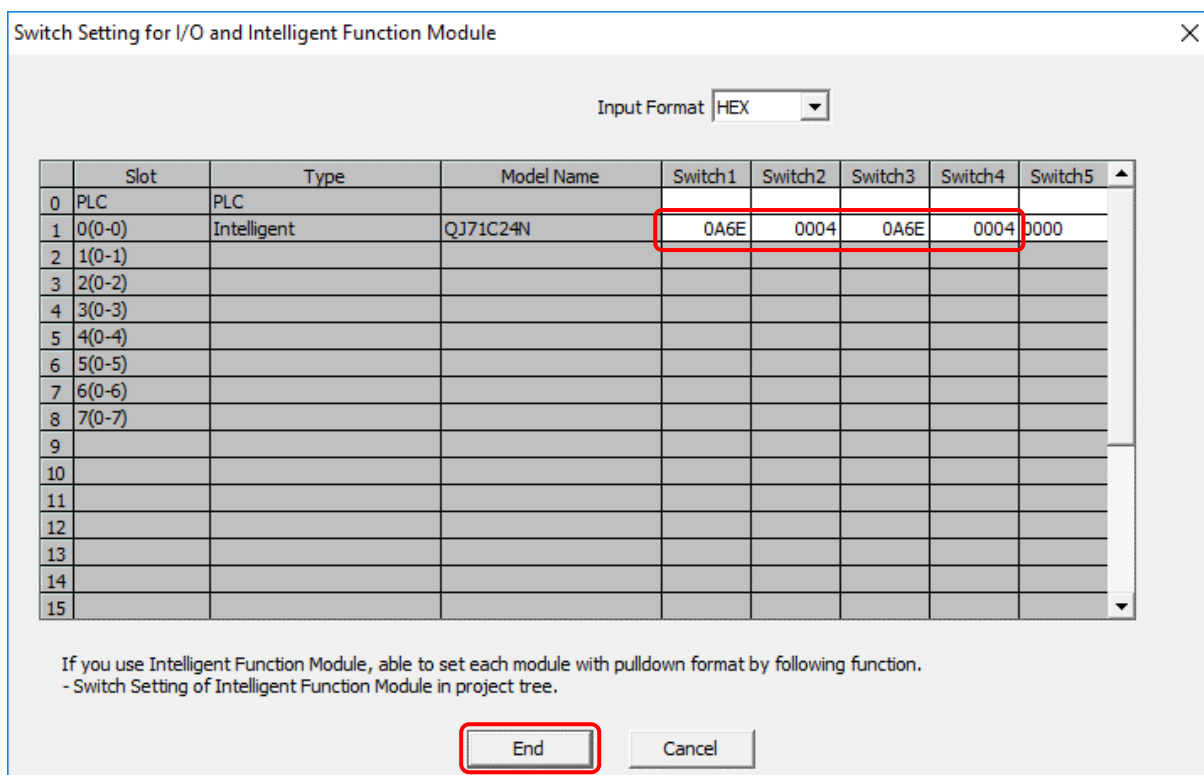 Switch Setting for I/O and Intelligent Function Module
Input Format HEX
Slot Type Model Name Switch1 Switch2 Switch3 Switch4 Switch5
0 PLC PLC
1 0(0-0) Intelligent QJ71C24N 0A6E 0004 0A6E 0004 0000
2 1(0-1)
3 2(0-2)
4 3(0-3)
5 4(0-4)
6 5(0-5)
7 6(0-6)
8 7(0-7)
9
10
11
12
13
14
15
If you use Intelligent Function Module, able to set each module with pulldown format by following function.
- Switch Setting of Intelligent Function Module in project tree.
End Cancel